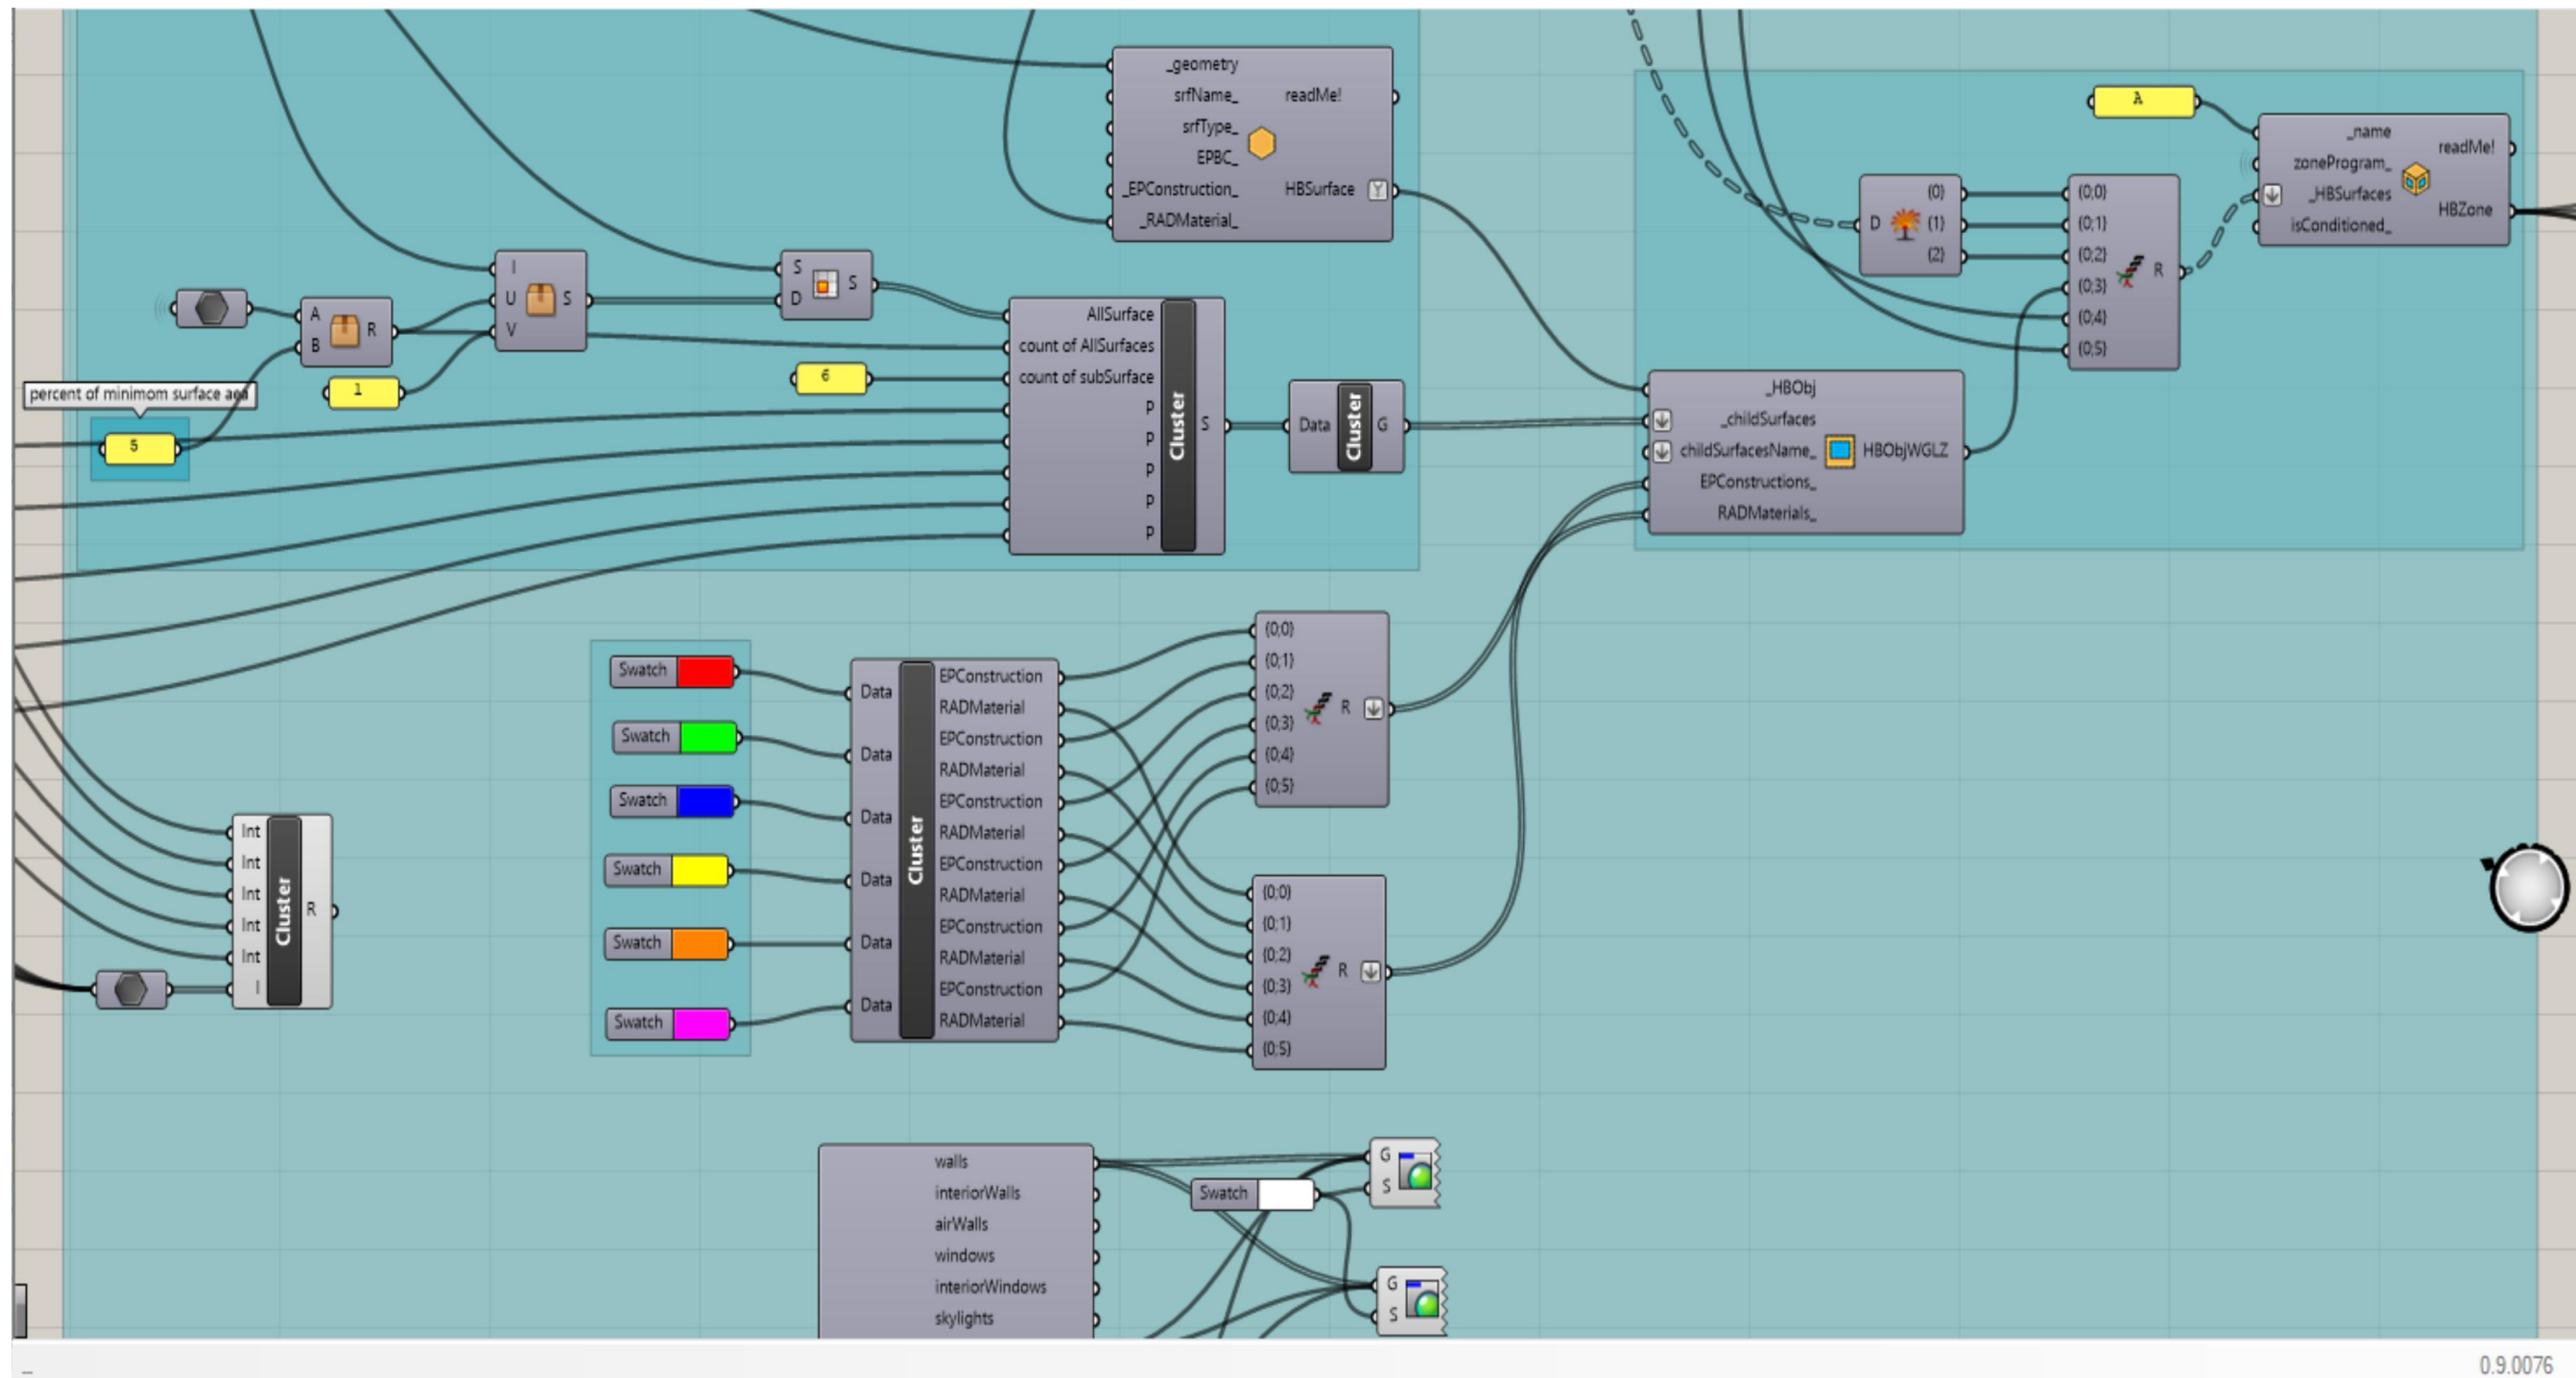 _geometry
srfName_
readMe!
srfType_
EPBC_
_EPConstruction_
HBSurface
_RADMaterial_
A
_name
readMe!
zoneProgram_
_HBSurfaces
HBZone
isConditioned_
D
{0}
{1}
{2}
{0;0}
{0;1}
{0;2}
{0;3}
{0;4}
{0;5}
R
A
B
R
I
U
V
S
S
D
S
1
percent of minimom surface aea
5
6
AllSurface
count of AllSurfaces
count of subSurface
P
P
P
P
P
Cluster
S
Data
Cluster
G
_HBObj
_childSurfaces
childSurfacesName_
HBObjWGLZ
EPConstructions_
RADMaterials_
Swatch
Swatch
Swatch
Swatch
Swatch
Swatch
Data
Data
Data
Data
Data
Data
Cluster
EPConstruction
RADMaterial
EPConstruction
RADMaterial
EPConstruction
RADMaterial
EPConstruction
RADMaterial
EPConstruction
RADMaterial
EPConstruction
RADMaterial
{0;0}
{0;1}
{0;2}
{0;3}
{0;4}
{0;5}
R
{0;0}
{0;1}
{0;2}
{0;3}
{0;4}
{0;5}
R
Int
Int
Int
Int
Int
I
Cluster
R
walls
interiorWalls
airWalls
windows
interiorWindows
skylights
Swatch
G
S
G
S
0.9.0076